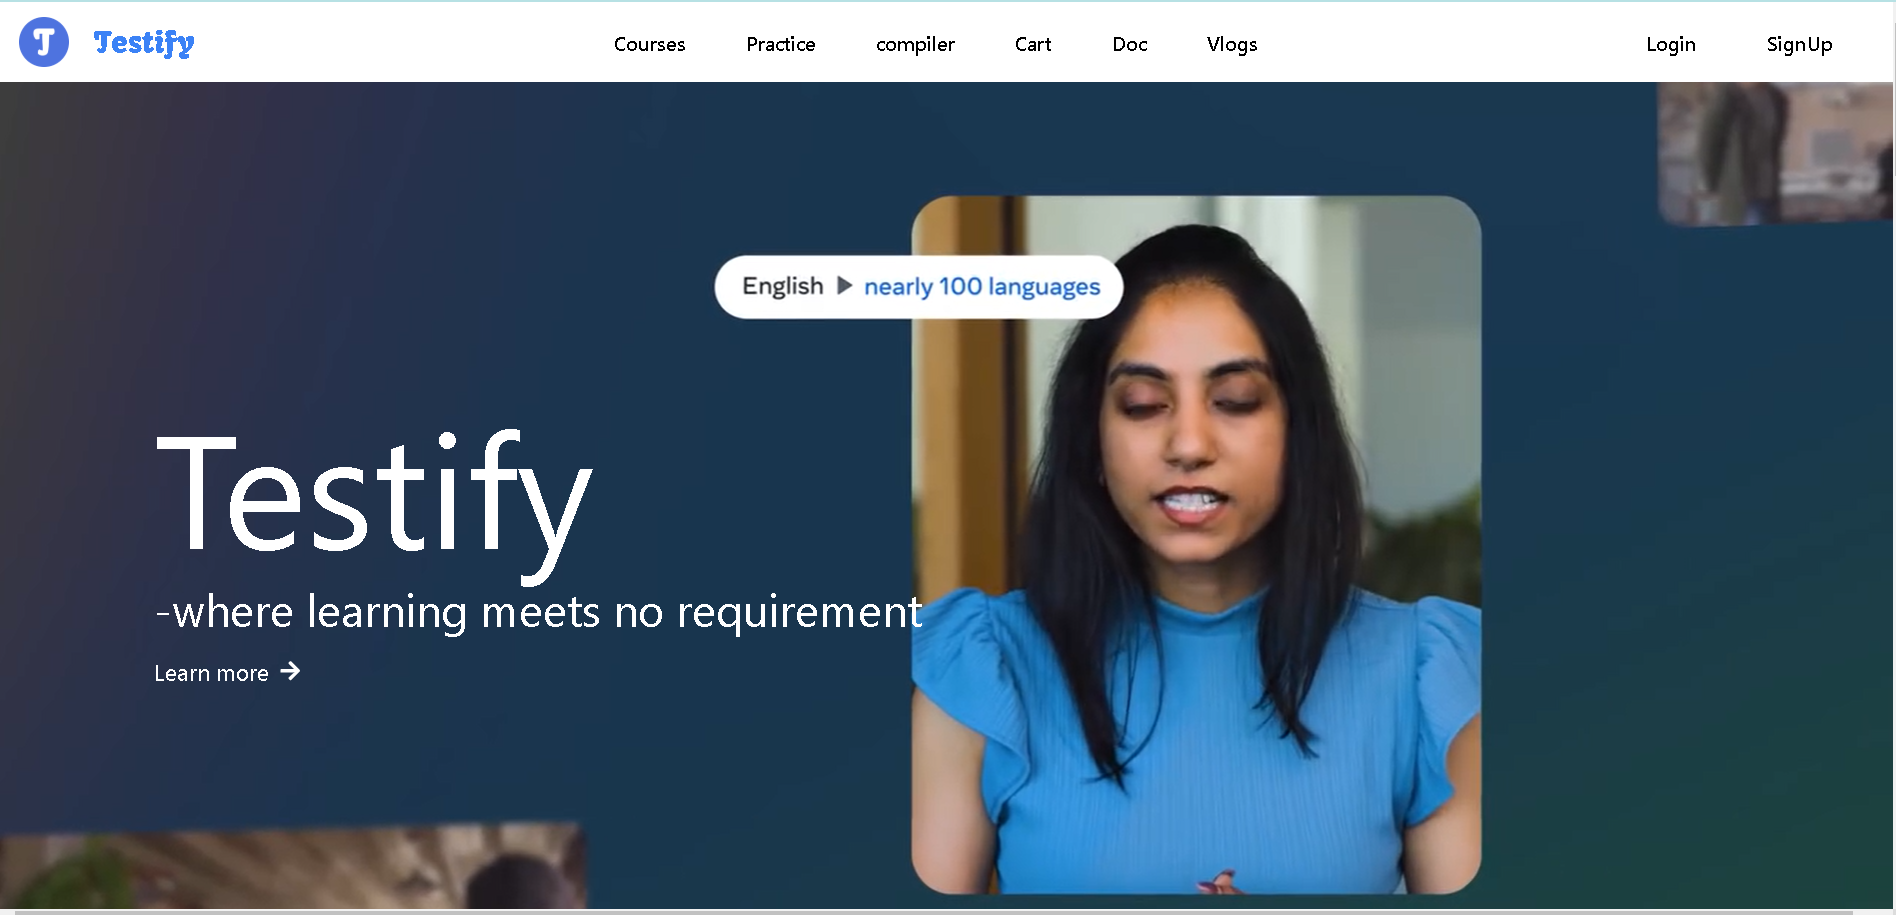 T Testify Courses Practice compiler Cart Doc Vlogs Login SignUp
English ▶ nearly 100 languages
Testify
-where learning meets no requirement
Learn more →